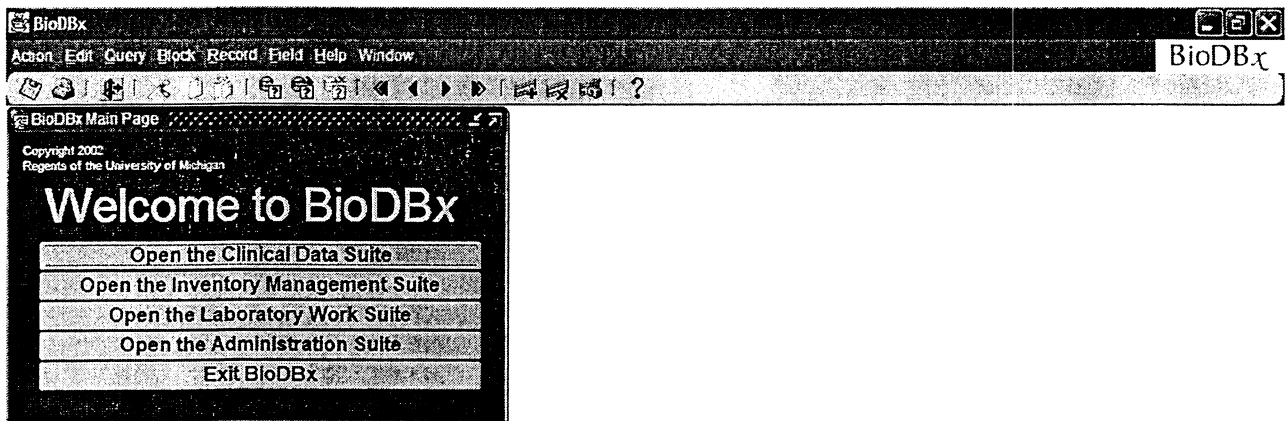 BioDBx
Action Edit Query Block Record Field Help Window
BioDBx
?
BioDBx Main Page
Copyright 2002
Regents of the University of Michigan
Welcome to BioDBx
Open the Clinical Data Suite
Open the Inventory Management Suite
Open the Laboratory Work Suite
Open the Administration Suite
Exit BioDBx